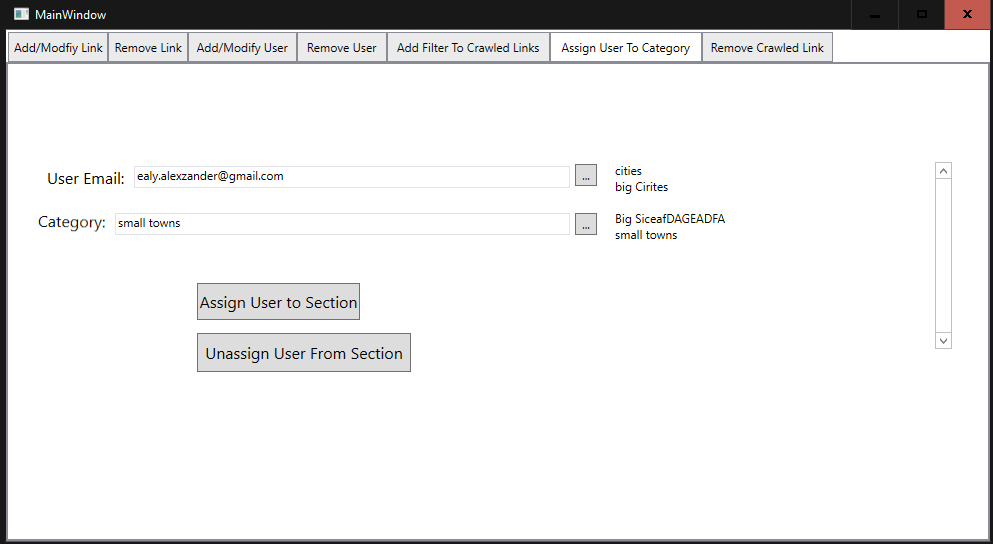 MainWindow
Add/Modfiy Link Remove Link Add/Modify User Remove User Add Filter To Crawled Links Assign User To Category Remove Crawled Link
User Email: ealy.alexzander@gmail.com ... cities
big Cirites
Category: small towns ... Big SiceafDAGEADFA
small towns
Assign User to Section
Unassign User From Section